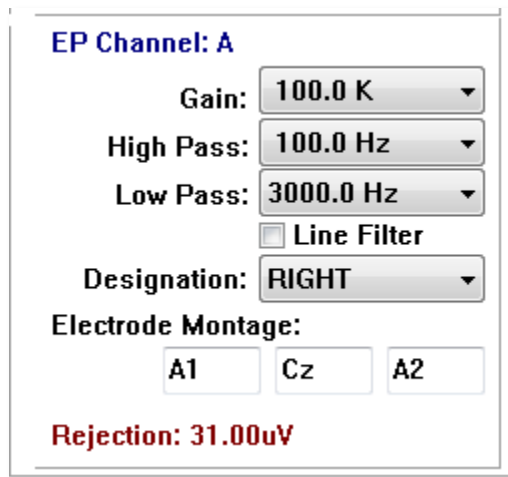 EP Channel: A
Gain: 100.0 K
High Pass: 100.0 Hz
Low Pass: 3000.0 Hz
Line Filter
Designation: RIGHT
Electrode Montage:
A1 Cz A2
Rejection: 31.00uV